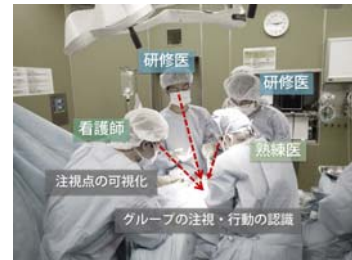 研修医
研修医
看護師
熟練医
注視点の可視化
グループの注視・行動の認識